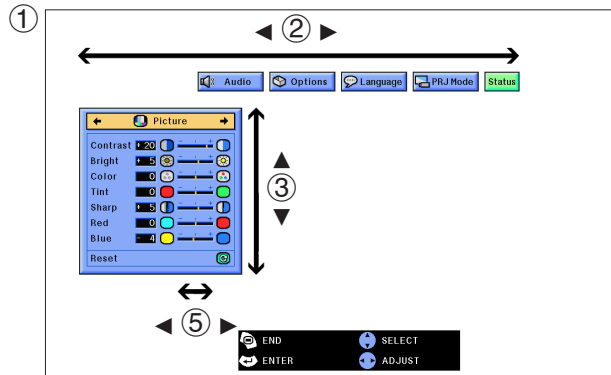 ①
◀ ② ▶
Audio Options Language PRJ Mode Status
Picture
Contrast + 20
Bright + 5
Color 0
Tint 0
Sharp + 5
Red 0
Blue - 4
Reset
▲
③
▼
◀ ⑤ ▶
END SELECT
ENTER ADJUST